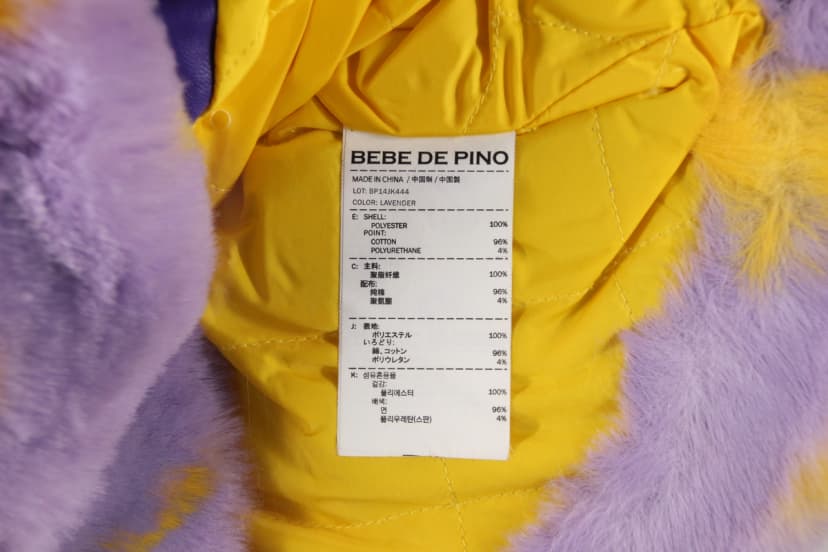 BEBE DE PINO
MADE IN CHINA / 中国制 / 中国製
LOT: BP14JK444
COLOR: LAVENDER
E: SHELL:
POLYESTER 100%
POINT:
COTTON 96%
POLYURETHANE 4%
C: 主料:
聚脂纤维 100%
配布:
纯棉 96%
聚氨酯 4%
J: 表地:
ポリエステル 100%
いろどり:
綿、コットン 96%
ポリウレタン 4%
K: 섬유혼용율
겉감:
폴리에스터 100%
배색:
면 96%
폴리우레탄(스판) 4%